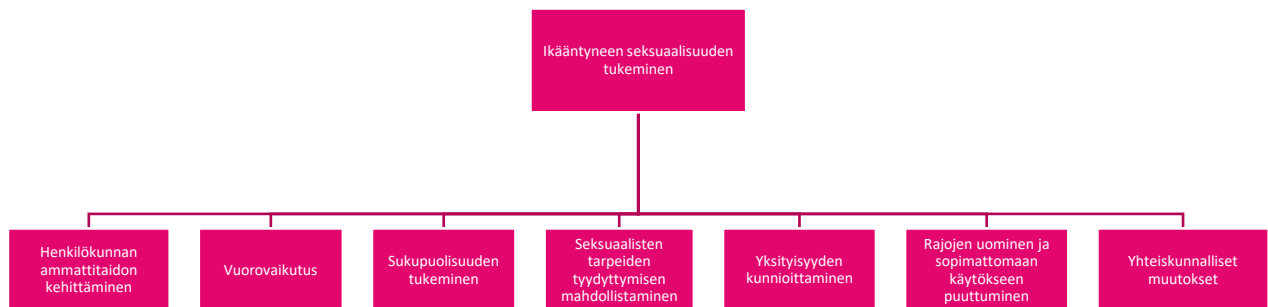 Ikääntyneen seksuaalisuuden
tukeminen
Henkilökunnan
ammattitaidon
kehittäminen
Vuorovaikutus
Sukupuolisuuden
tukeminen
Seksuaalisten
tarpeiden
tyydyttymisen
mahdollistaminen
Yksityisyyden
kunnioittaminen
Rajojen uominen ja
sopimattomaan
käytökseen
puuttuminen
Yhteiskunnalliset
muutokset